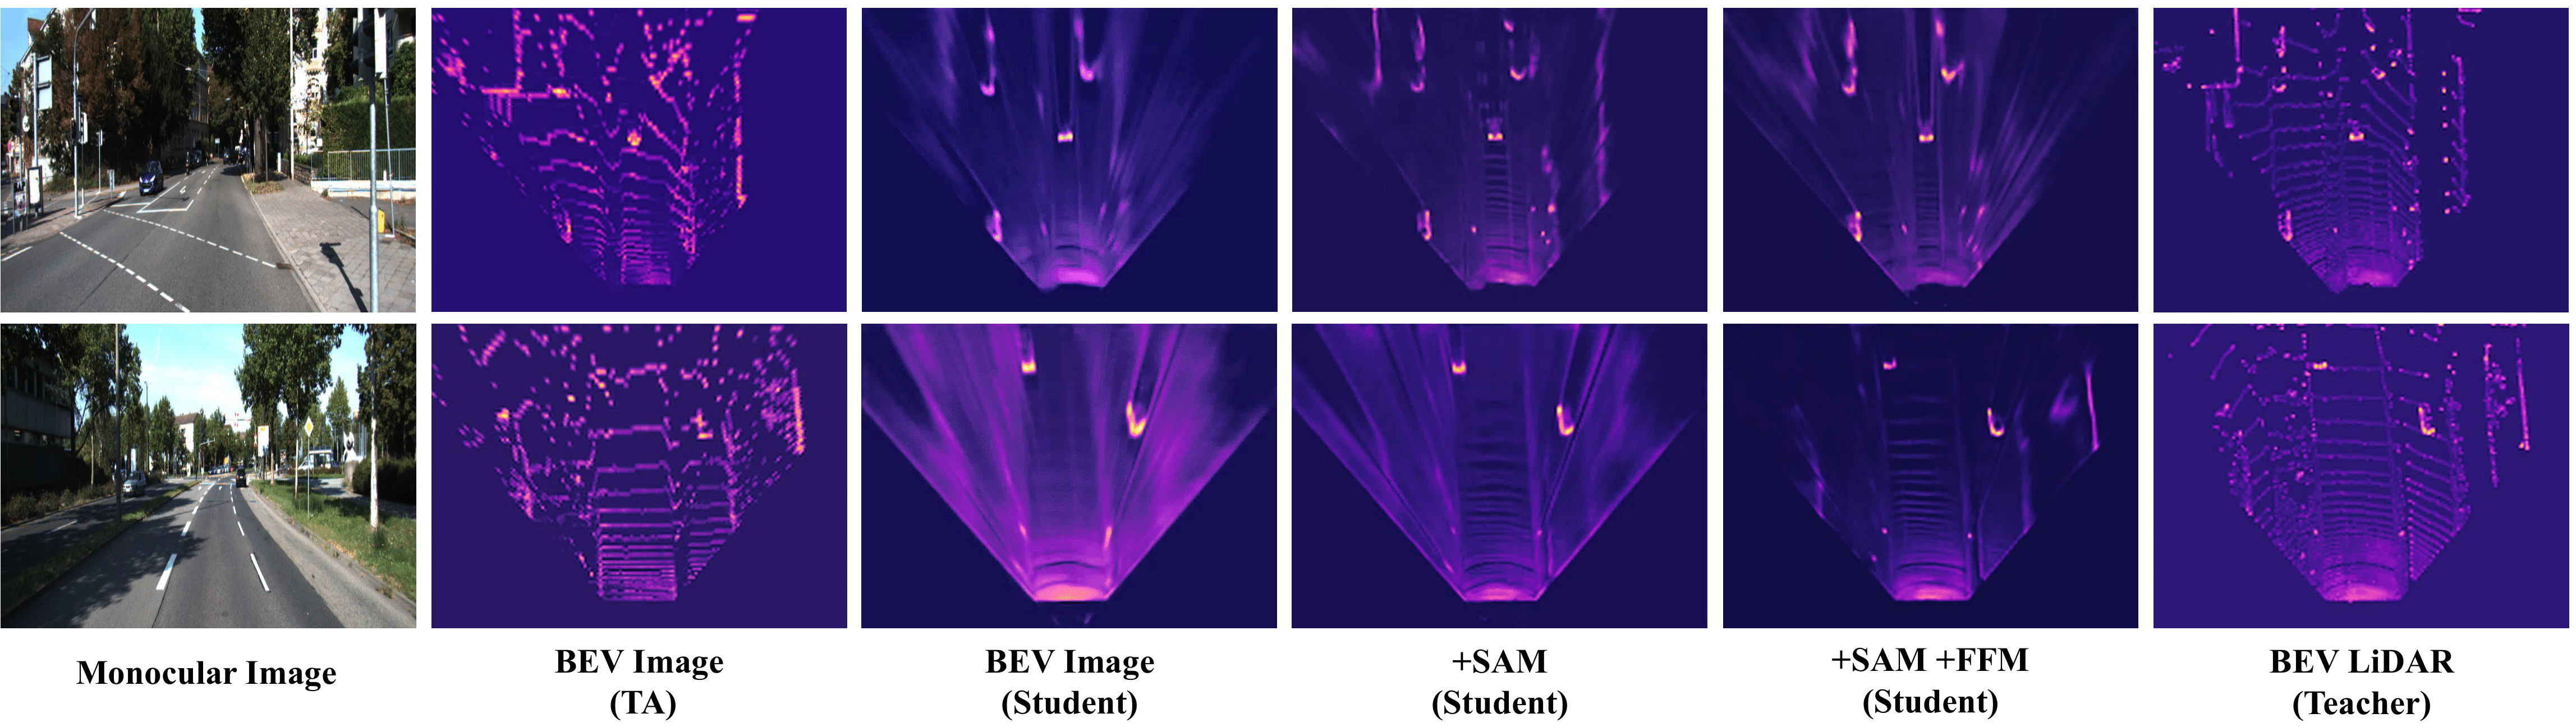 Monocular Image
BEV Image
(TA)
BEV Image
(Student)
+SAM
(Student)
+SAM +FFM
(Student)
BEV LiDAR
(Teacher)